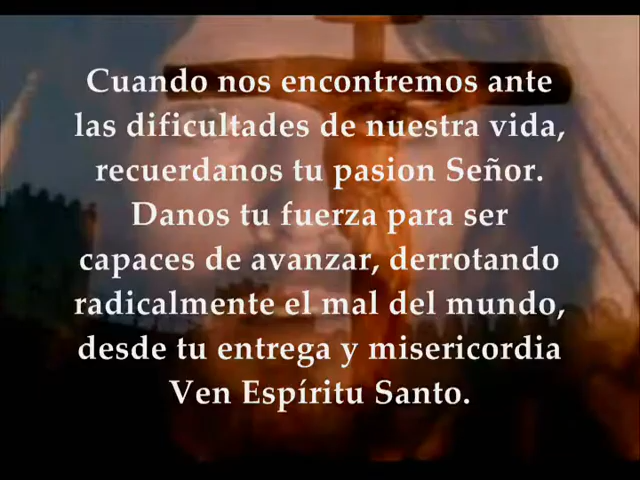 Cuando nos encontremos ante
las dificultades de nuestra vida,
recuerdanos tu pasion Señor.
Danos tu fuerza para ser
capaces de avanzar, derrotando
radicalmente el mal del mundo,
desde tu entrega y misericordia
Ven Espíritu Santo.